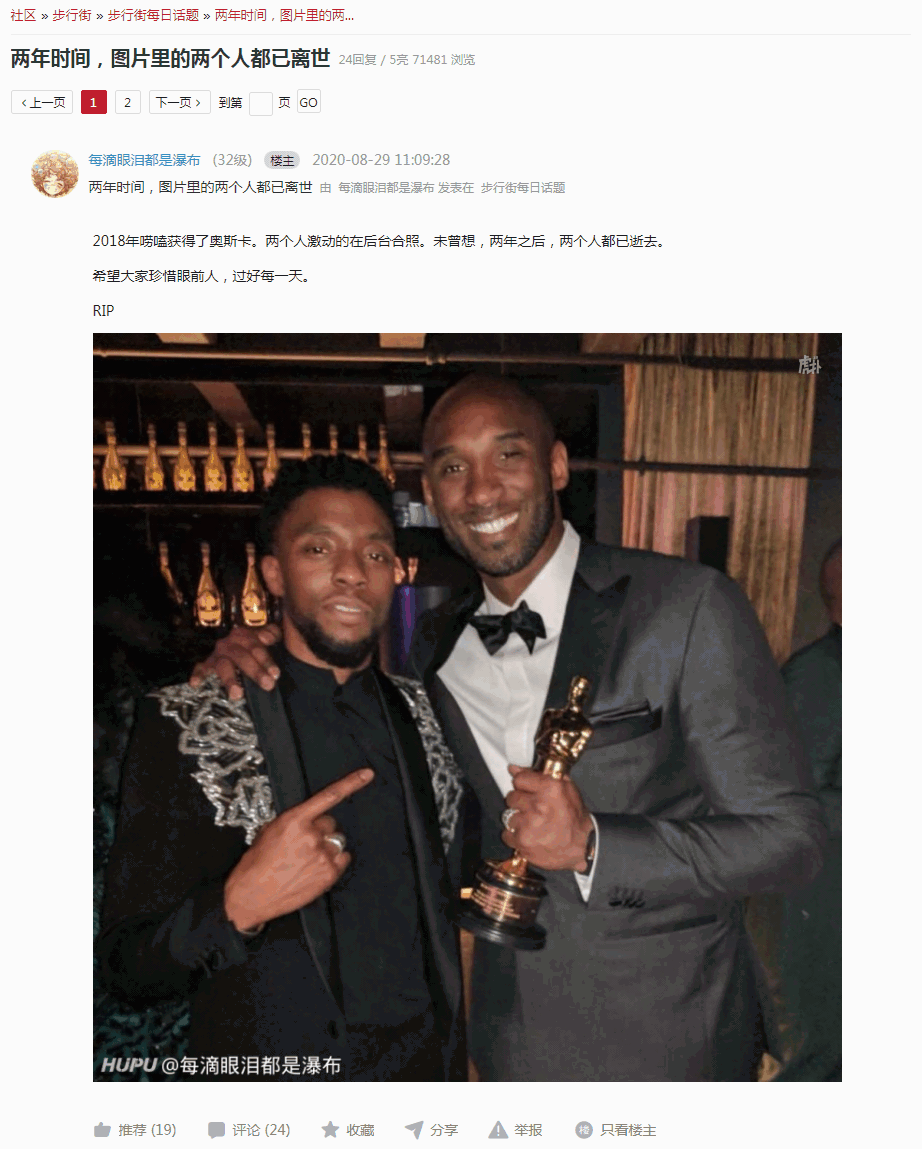 社区 » 步行街 » 步行街每日话题 » 两年时间，图片里的两...
两年时间，图片里的两个人都已离世 24回复 / 5亮 71481 浏览
‹ 上一页 1 2 下一页 › 到第 页 GO
每滴眼泪都是瀑布 (32级) 楼主 2020-08-29 11:09:28
两年时间，图片里的两个人都已离世 由 每滴眼泪都是瀑布 发表在 步行街每日话题
2018年唠嗑获得了奥斯卡。两个人激动的在后台合照。未曾想，两年之后，两个人都已逝去。
希望大家珍惜眼前人，过好每一天。
RIP
HUPU @每滴眼泪都是瀑布
推荐 (19) 评论 (24) 收藏 分享 举报 楼 只看楼主